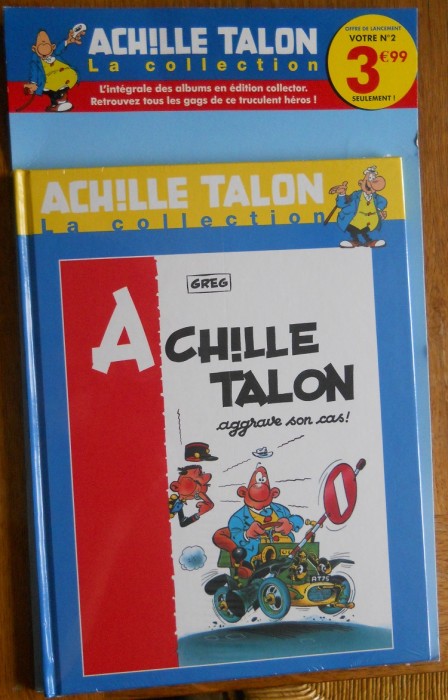 ACH!LLE TALON
La collection
L'intégrale des albums en édition collector.
Retrouvez tous les gags de ce truculent héros !
OFFRE DE LANCEMENT
VOTRE N°2
3€99
SEULEMENT !
ACH!LLE TALON
La collection
GREG
ACH!LLE
TALON
aggrave son cas!
AT75